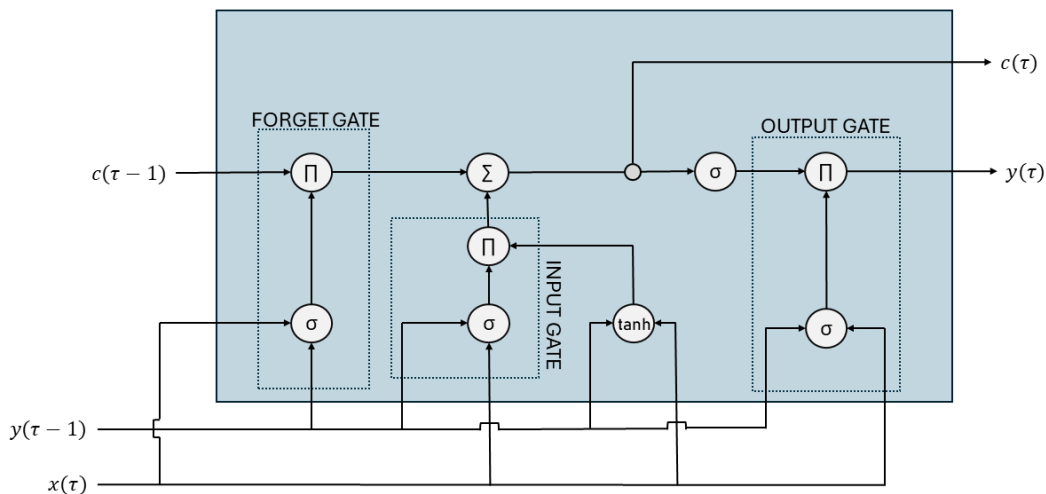 c(τ)
FORGET GATE
OUTPUT GATE
c(τ − 1)
Π
Σ
σ
Π
y(τ)
Π
INPUT GATE
σ
σ
tanh
σ
y(τ − 1)
x(τ)